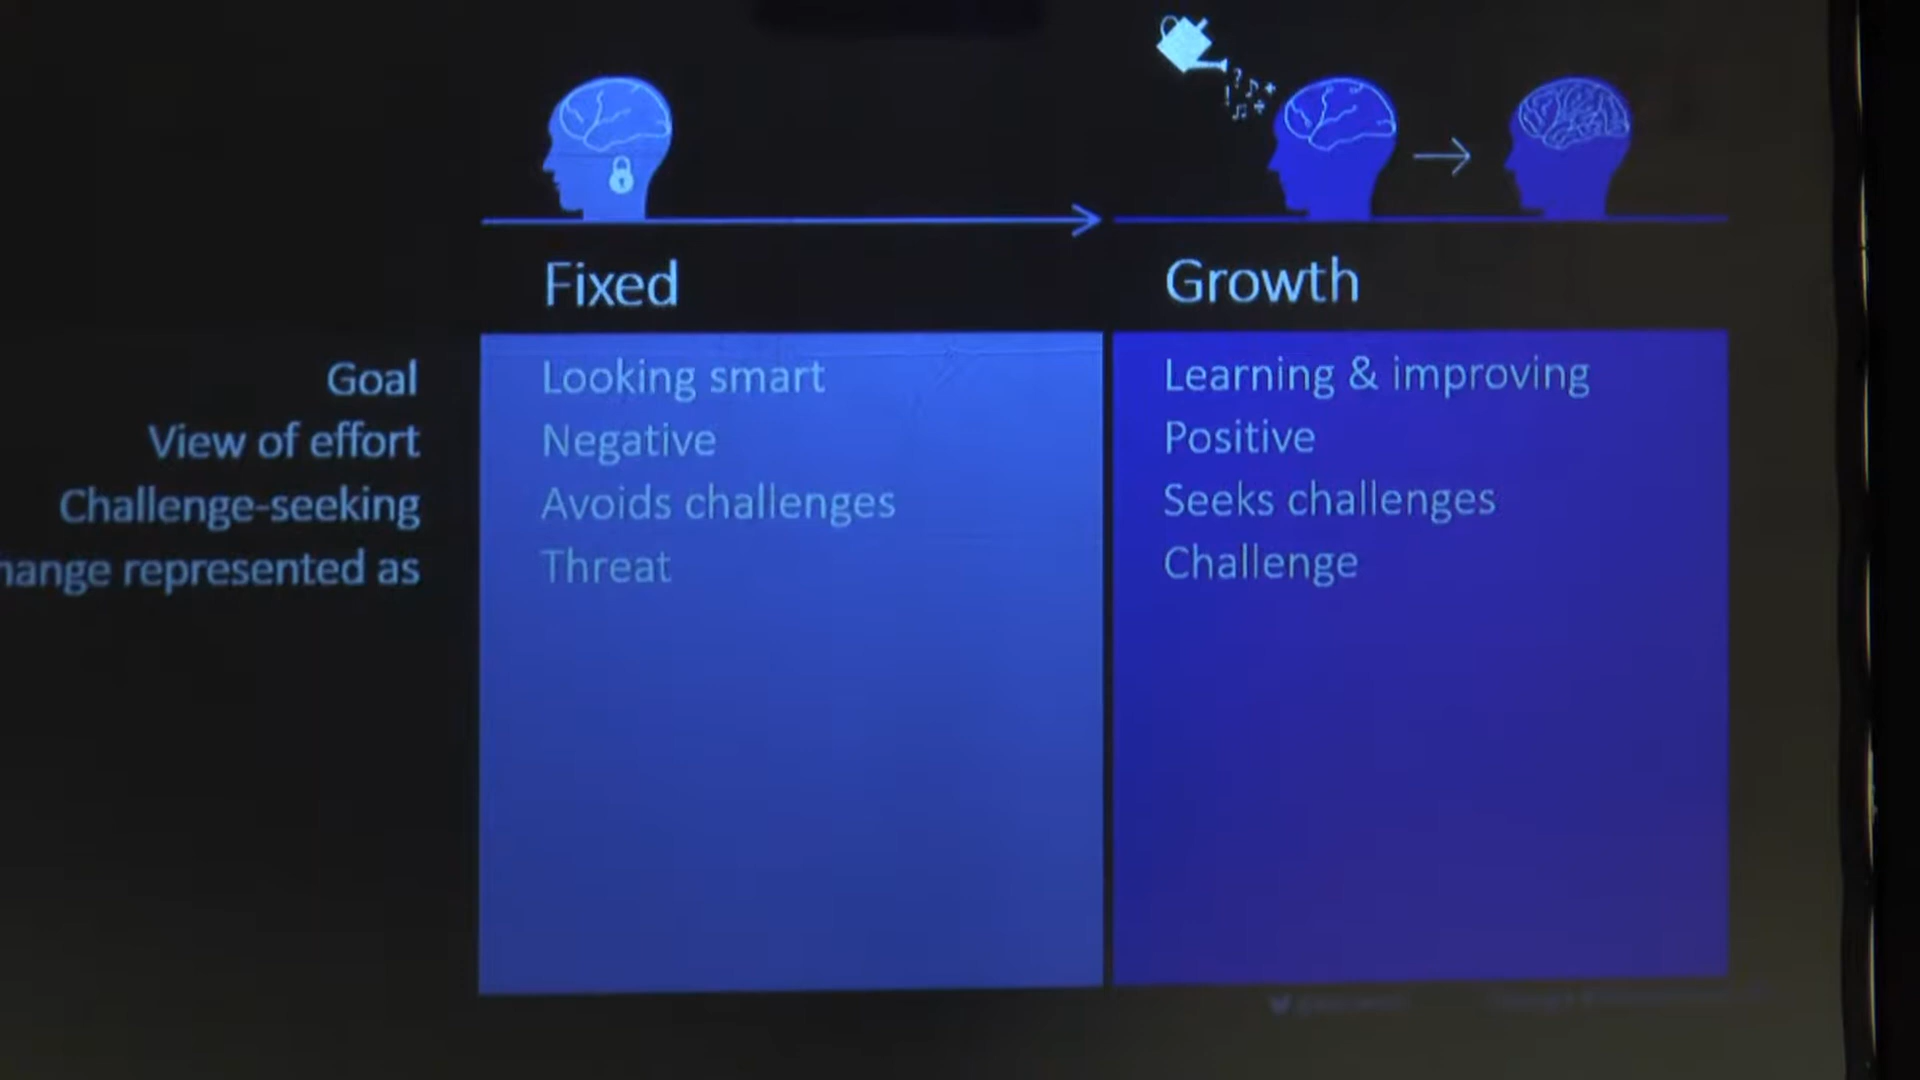 Fixed Growth
Goal Looking smart Learning & improving
View of effort Negative Positive
Challenge-seeking Avoids challenges Seeks challenges
hange represented as Threat Challenge